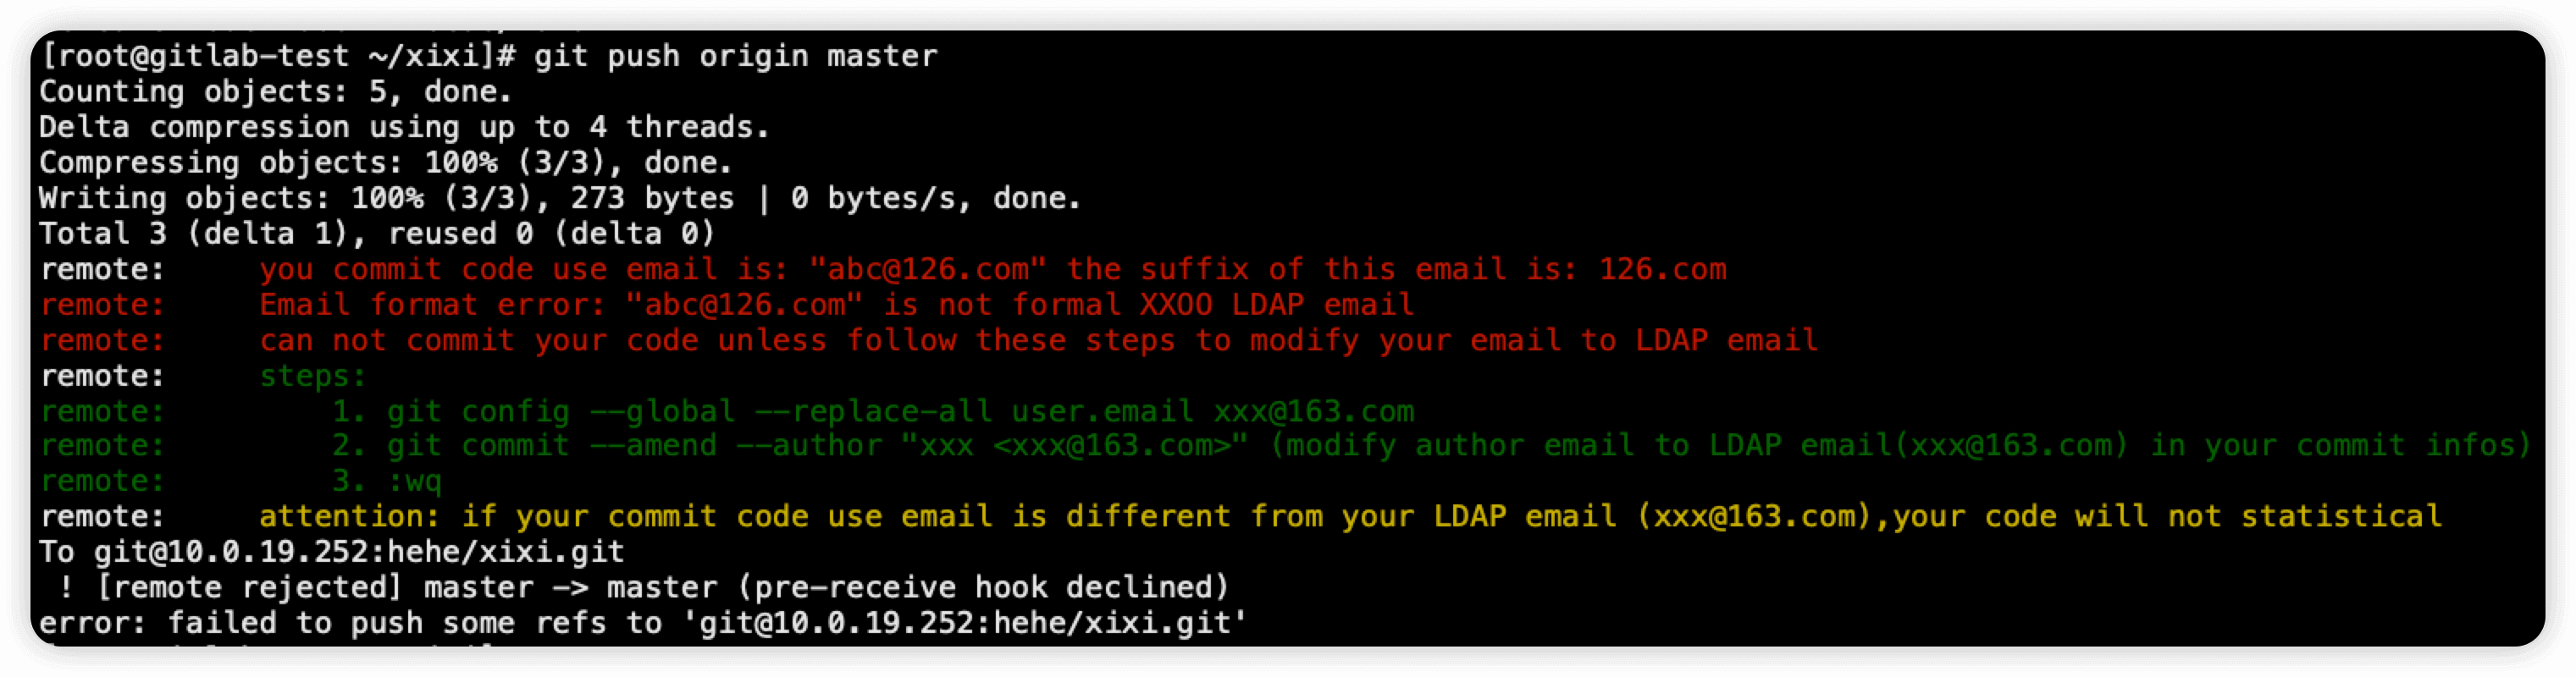 [root@gitlab-test ~/xixi]# git push origin master
Counting objects: 5, done.
Delta compression using up to 4 threads.
Compressing objects: 100% (3/3), done.
Writing objects: 100% (3/3), 273 bytes | 0 bytes/s, done.
Total 3 (delta 1), reused 0 (delta 0)
remote:     you commit code use email is: "abc@126.com" the suffix of this email is: 126.com
remote:     Email format error: "abc@126.com" is not formal XXOO LDAP email
remote:     can not commit your code unless follow these steps to modify your email to LDAP email
remote:     steps:
remote:         1. git config --global --replace-all user.email xxx@163.com
remote:         2. git commit --amend --author "xxx <xxx@163.com>" (modify author email to LDAP email(xxx@163.com) in your commit infos)
remote:         3. :wq
remote:     attention: if your commit code use email is different from your LDAP email (xxx@163.com),your code will not statistical
To git@10.0.19.252:hehe/xixi.git
 ! [remote rejected] master -> master (pre-receive hook declined)
error: failed to push some refs to 'git@10.0.19.252:hehe/xixi.git'